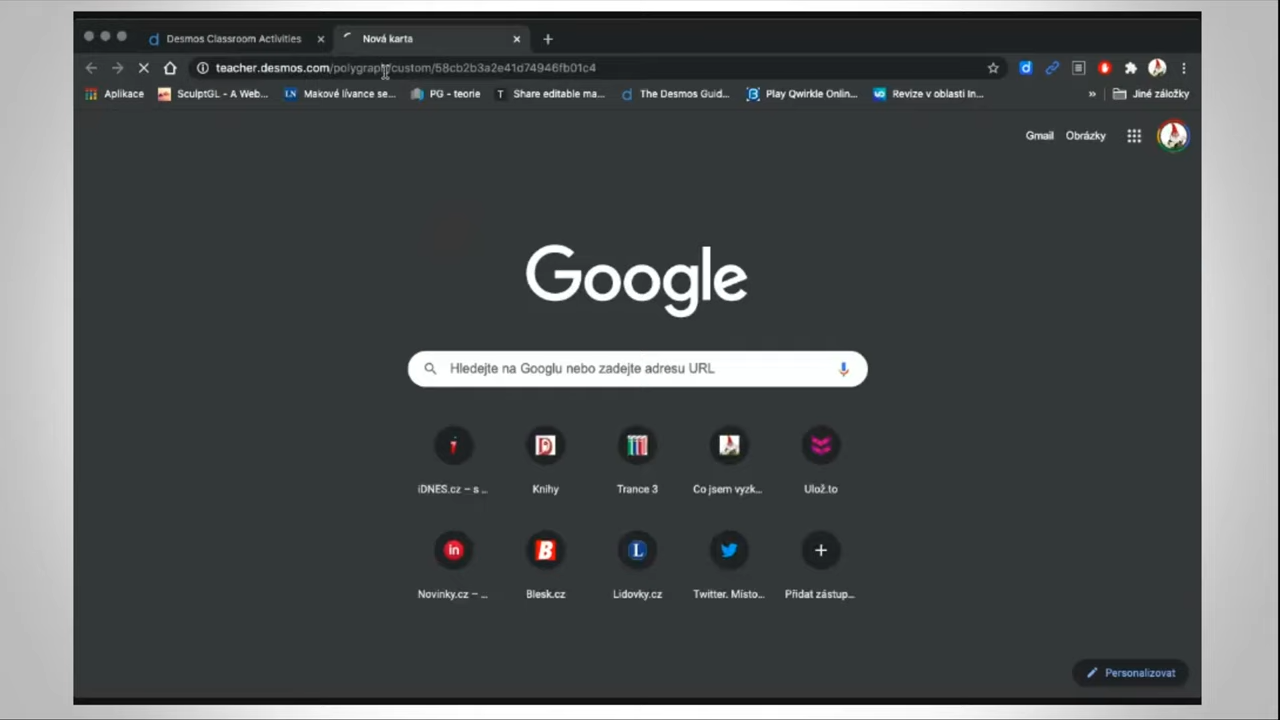 Desmos Classroom Activities
Nová karta
teacher.desmos.com/polygraph/custom/58cb2b3a2e41d74946fb01c4
Aplikace SculptGL - A Web... Makové lívance se... PG - teorie Share editable ma... The Desmos Guid... Play Qwirkle Onlin... Revize v oblasti In... » Jiné záložky
Gmail Obrázky
Google
Hledejte na Googlu nebo zadejte adresu URL
iDNES.cz – s ... Knihy Trance 3 Co jsem vyzk... Ulož.to
Novinky.cz – ... Blesk.cz Lidovky.cz Twitter. Místo... Přidat zástup...
Personalizovat